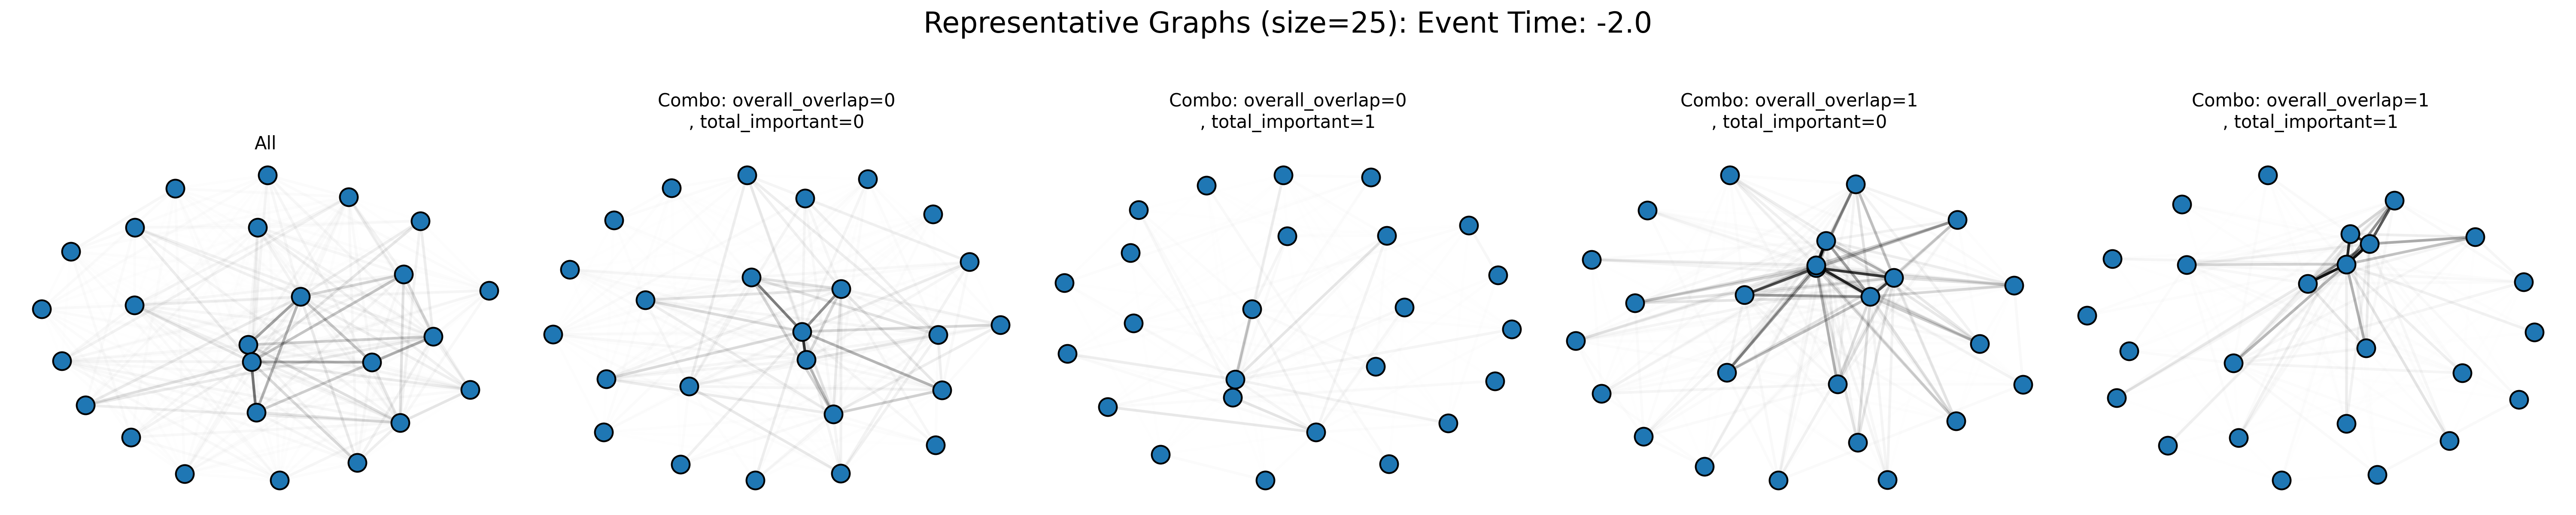 Representative Graphs (size=25): Event Time: -2.0
All
Combo: overall_overlap=0
, total_important=0
Combo: overall_overlap=0
, total_important=1
Combo: overall_overlap=1
, total_important=0
Combo: overall_overlap=1
, total_important=1